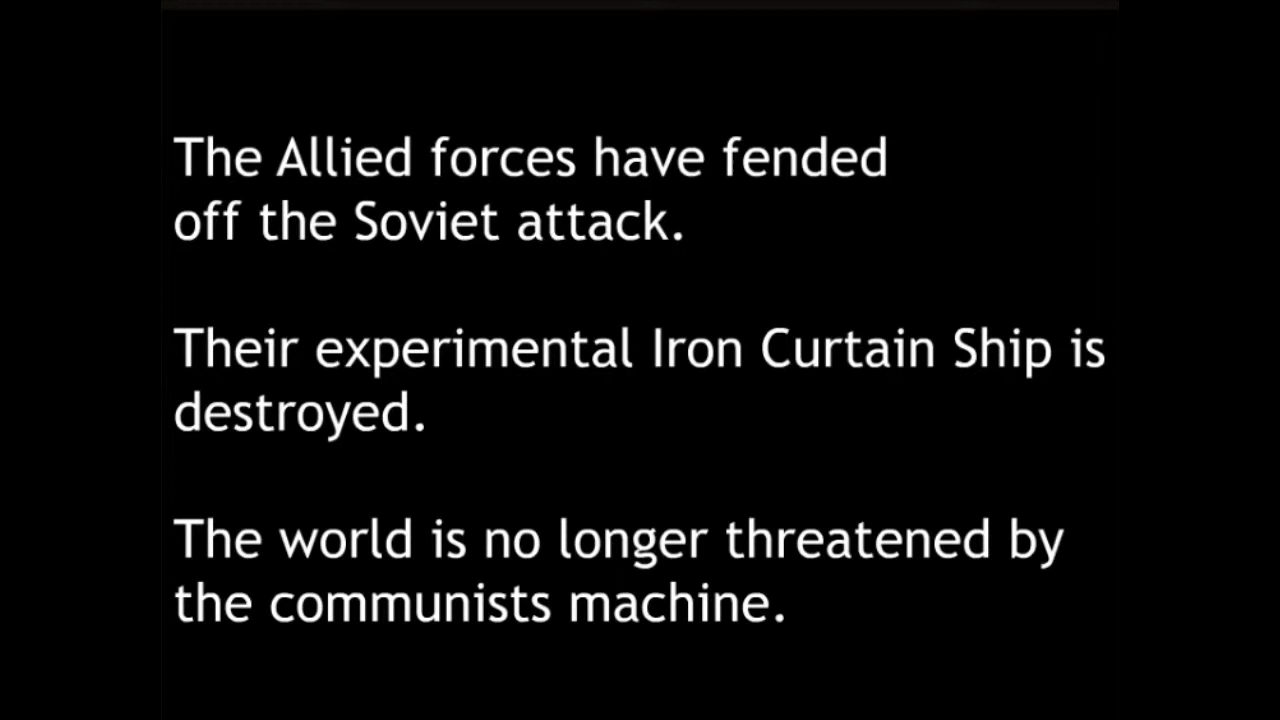 The Allied forces have fended
off the Soviet attack.
Their experimental Iron Curtain Ship is
destroyed.
The world is no longer threatened by
the communists machine.